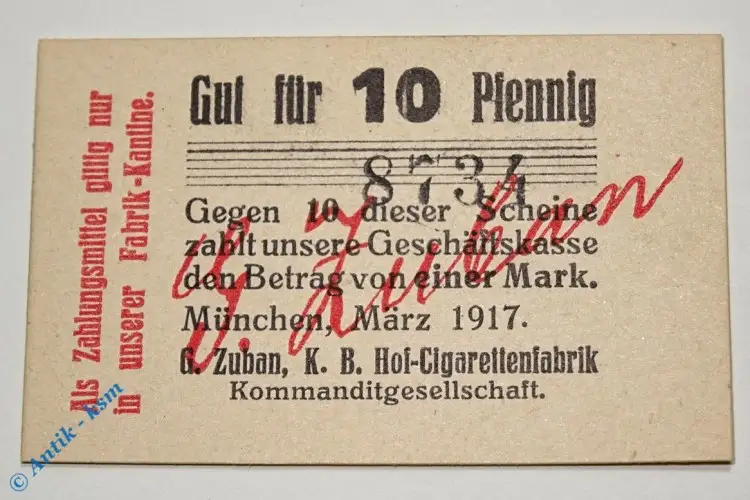 Als Zahlungsmittel gültig nur
in unserer Fabrik-Kantine.
Gut für 10 Pfennig
8734
Gegen 10 dieser Scheine
zahlt unsere Geschäftskasse
den Betrag von einer Mark.
München, März 1917.
G. Zuban, K. B. Hof-Cigarettenfabrik
Kommanditgesellschaft.
G. Zuban
© Antik - ksm